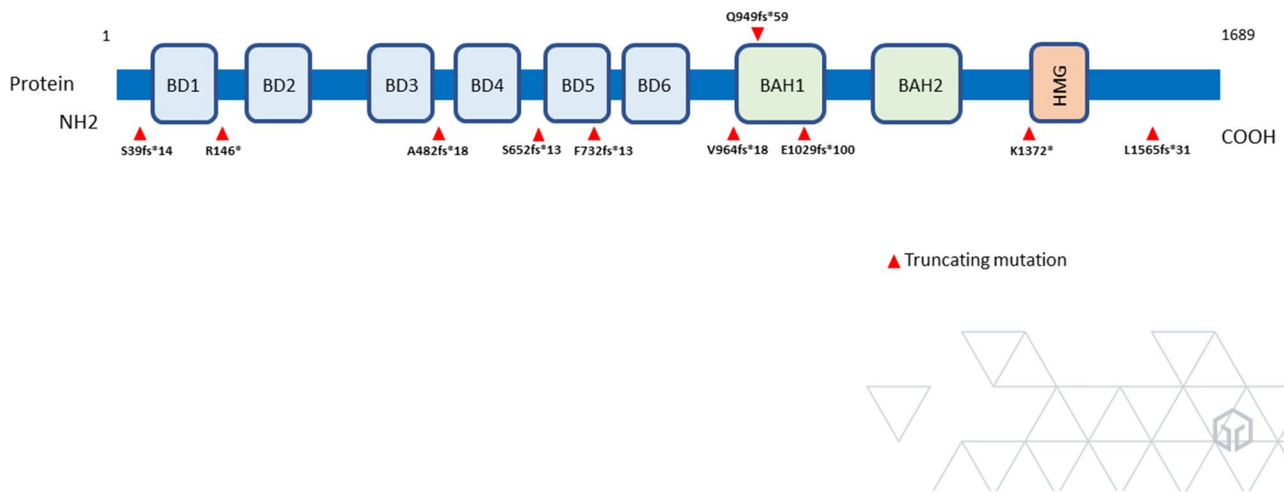 Q949fs*59
1
1689
Protein
BD1
BD2
BD3
BD4
BD5
BD6
BAH1
BAH2
HMG
NH2
COOH
S39fs*14
R146*
A482fs*18
S652fs*13
F732fs*13
V964fs*18
E1029fs*100
K1372*
L1565fs*31
Truncating mutation